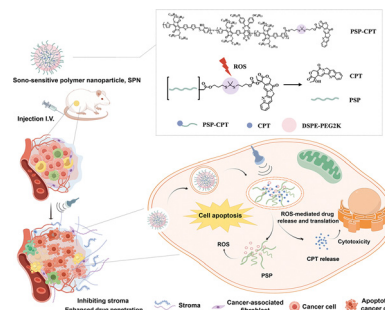 PSP-CPT
ROS
CPT
PSP
PSP-CPT
CPT
DSPE-PEG2K
Sono-sensitive polymer nanoparticle, SPN
Injection I.V.
Cell apoptosis
ROS-mediated drug
release and translation
Cytotoxicity
ROS
PSP
CPT release
Inhibiting stroma
Enhanced drug penetration
Stroma
Cancer-associated
fibroblast
Cancer cell
Apoptotic
cancer